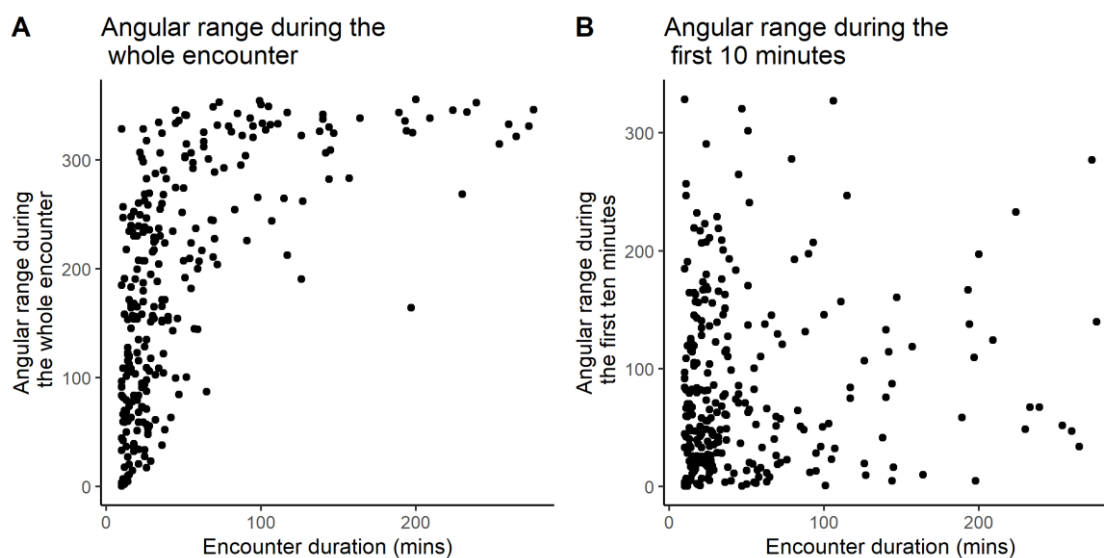 A
Angular range during the
whole encounter
Angular range during
the whole encounter
300
200
100
0
0
100
200
Encounter duration (mins)
B
Angular range during the
first 10 minutes
Angular range during
the first ten minutes
300
200
100
0
0
100
200
Encounter duration (mins)